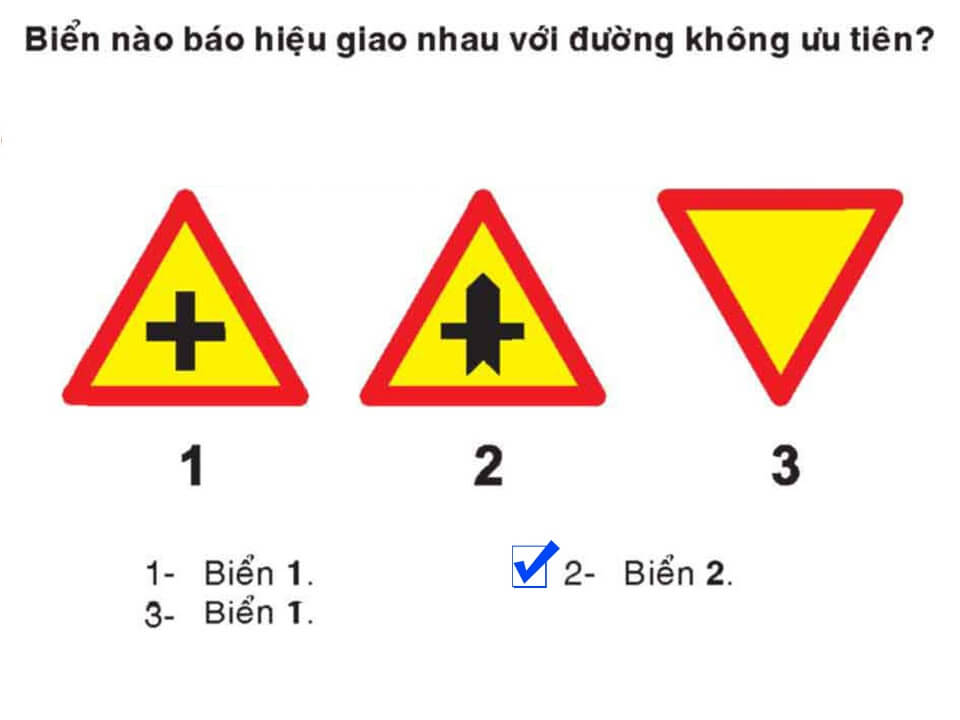 Biển nào báo hiệu giao nhau với đường không ưu tiên?
1 2 3
1- Biển 1. 2- Biển 2.
3- Biển 1.